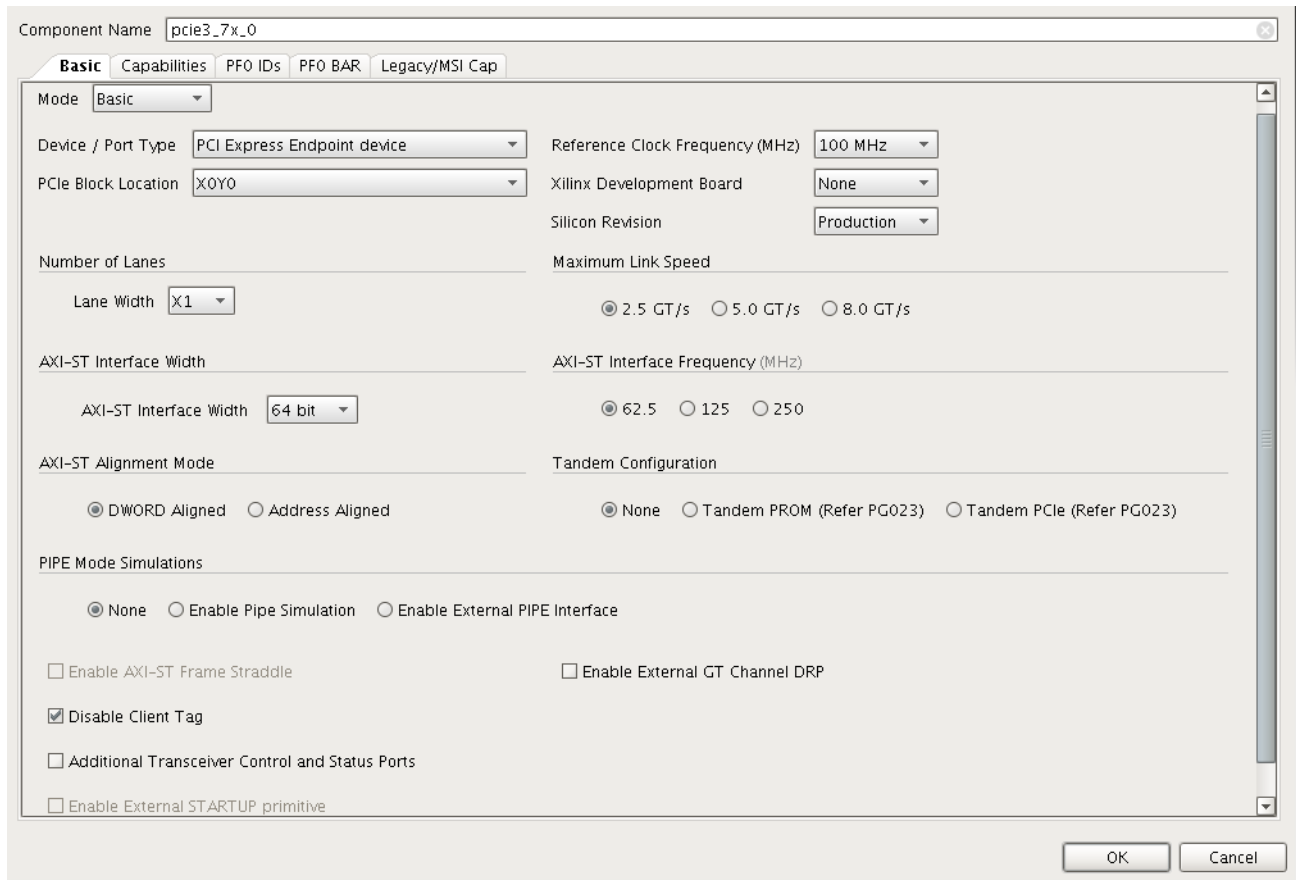 Component Name pcie3_7x_0
Basic Capabilities PF0 IDs PF0 BAR Legacy/MSI Cap
Mode Basic
Device / Port Type PCI Express Endpoint device Reference Clock Frequency (MHz) 100 MHz
PCIe Block Location X0Y0 Xilinx Development Board None
Silicon Revision Production
Number of Lanes Maximum Link Speed
Lane Width X1 2.5 GT/s 5.0 GT/s 8.0 GT/s
AXI-ST Interface Width AXI-ST Interface Frequency (MHz)
AXI-ST Interface Width 64 bit 62.5 125 250
AXI-ST Alignment Mode Tandem Configuration
DWORD Aligned Address Aligned None Tandem PROM (Refer PG023) Tandem PCIe (Refer PG023)
PIPE Mode Simulations
None Enable Pipe Simulation Enable External PIPE Interface
Enable AXI-ST Frame Straddle Enable External GT Channel DRP
Disable Client Tag
Additional Transceiver Control and Status Ports
Enable External STARTUP primitive
OK Cancel